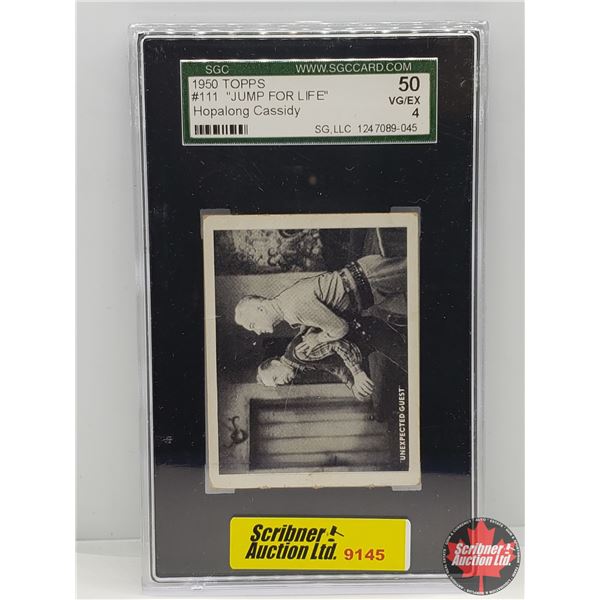 SGC WWW.SGCCARD.COM
1950 TOPPS 50
#111 "JUMP FOR LIFE" VG/EX
Hopalong Cassidy 4
SG,LLC 1247089-045
"UNEXPECTED GUEST"
Scribner
Auction Ltd. 9145
Scribner
Auction Ltd.